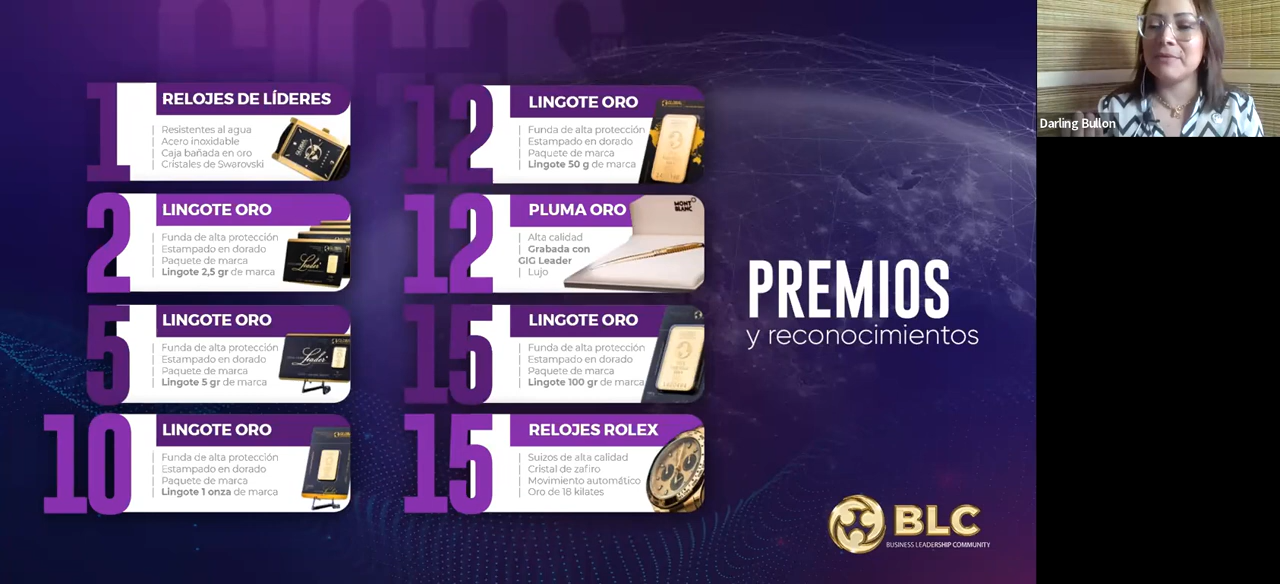 1
RELOJES DE LÍDERES
Resistentes al agua
Acero inoxidable
Caja bañada en oro
Cristales de Swarovski
2
LINGOTE ORO
Funda de alta protección
Estampado en dorado
Paquete de marca
Lingote 2,5 gr de marca
Leader
5
LINGOTE ORO
Funda de alta protección
Estampado en dorado
Paquete de marca
Lingote 5 gr de marca
Leader
10
LINGOTE ORO
Funda de alta protección
Estampado en dorado
Paquete de marca
Lingote 1 onza de marca
12
LINGOTE ORO
Funda de alta protección
Estampado en dorado
Paquete de marca
Lingote 50 g de marca
GLOBAL
12
PLUMA ORO
Alta calidad
Grabada con
GIG Leader
Lujo
MONT
BLANC
15
LINGOTE ORO
Funda de alta protección
Estampado en dorado
Paquete de marca
Lingote 100 gr de marca
15
RELOJES ROLEX
Suizos de alta calidad
Cristal de zafiro
Movimiento automático
Oro de 18 kilates
PREMIOS
y reconocimientos
BLC
BUSINESS LEADERSHIP COMMUNITY
Darling Bullon